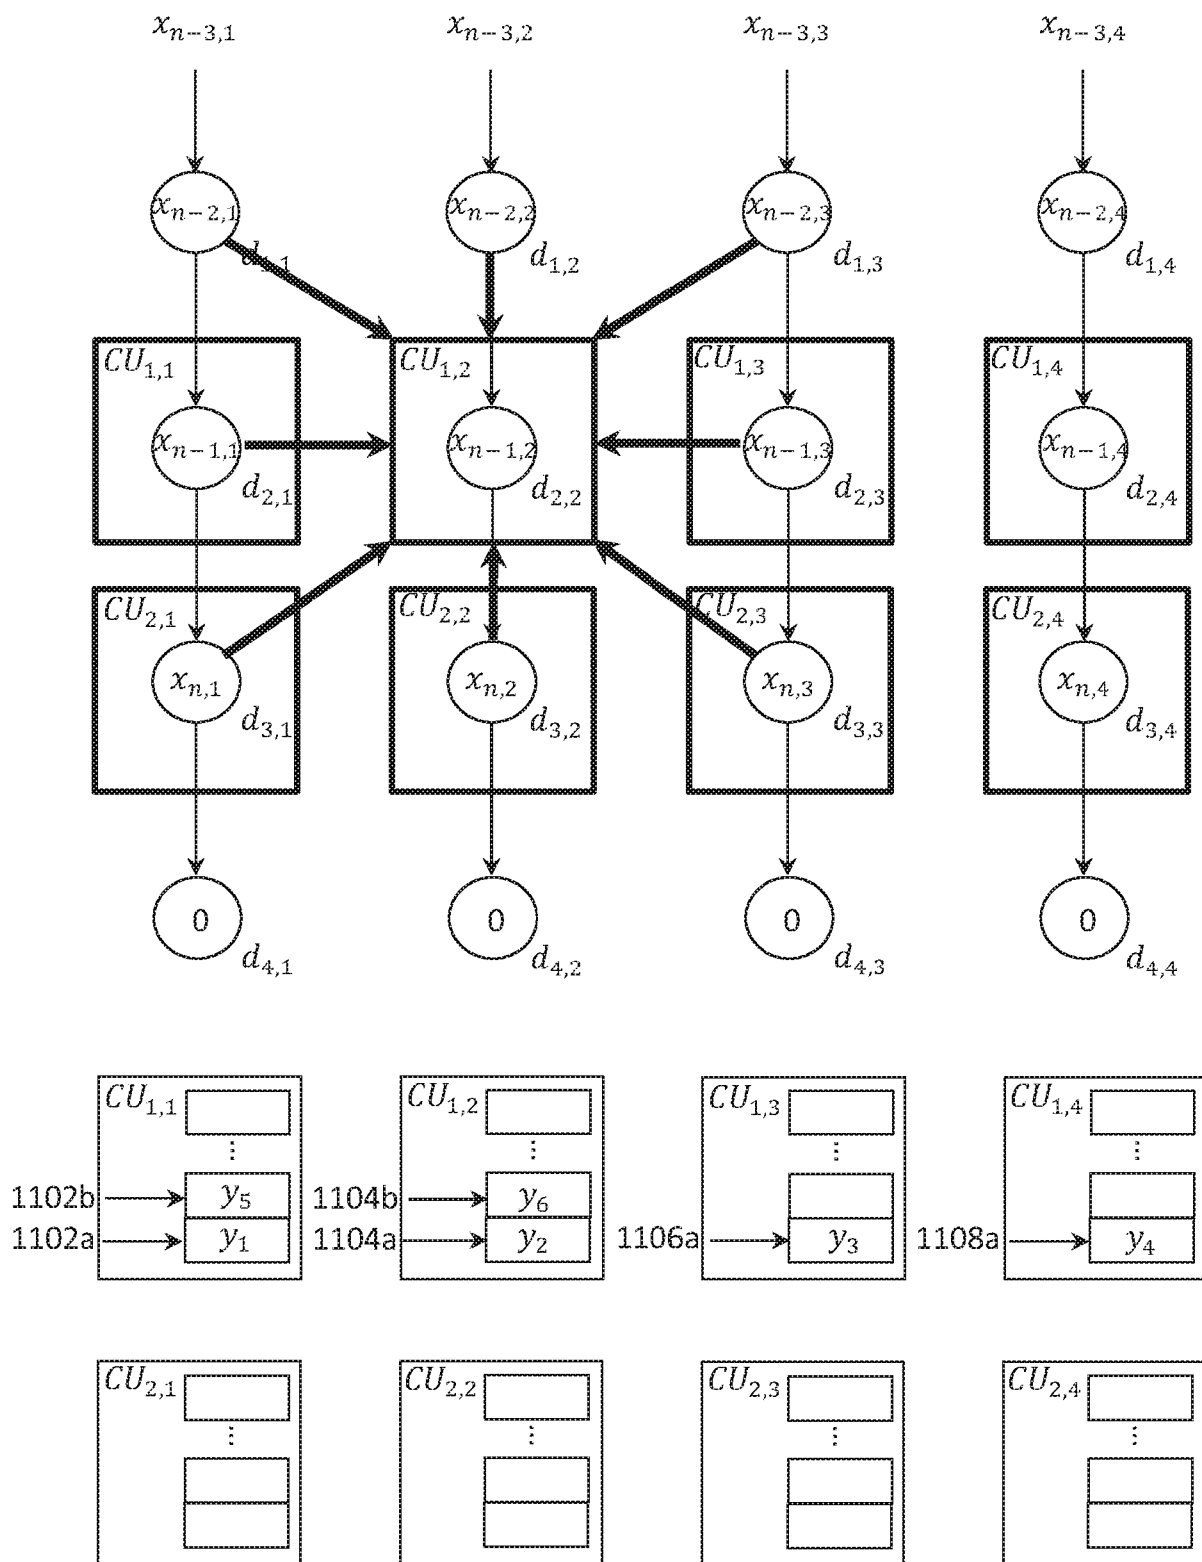 x_{n-3,1} x_{n-3,2} x_{n-3,3} x_{n-3,4}
x_{n-2,1} x_{n-2,2} x_{n-2,3} x_{n-2,4}
d_{1,1} d_{1,2} d_{1,3} d_{1,4}
CU_{1,1} CU_{1,2} CU_{1,3} CU_{1,4}
x_{n-1,1} x_{n-1,2} x_{n-1,3} x_{n-1,4}
d_{2,1} d_{2,2} d_{2,3} d_{2,4}
CU_{2,1} CU_{2,2} CU_{2,3} CU_{2,4}
x_{n,1} x_{n,2} x_{n,3} x_{n,4}
d_{3,1} d_{3,2} d_{3,3} d_{3,4}
0 0 0 0
d_{4,1} d_{4,2} d_{4,3} d_{4,4}
CU_{1,1} CU_{1,2} CU_{1,3} CU_{1,4}
⋮ ⋮ ⋮ ⋮
1102b y_5 1104b y_6
1102a y_1 1104a y_2 1106a y_3 1108a y_4
CU_{2,1} CU_{2,2} CU_{2,3} CU_{2,4}
⋮ ⋮ ⋮ ⋮